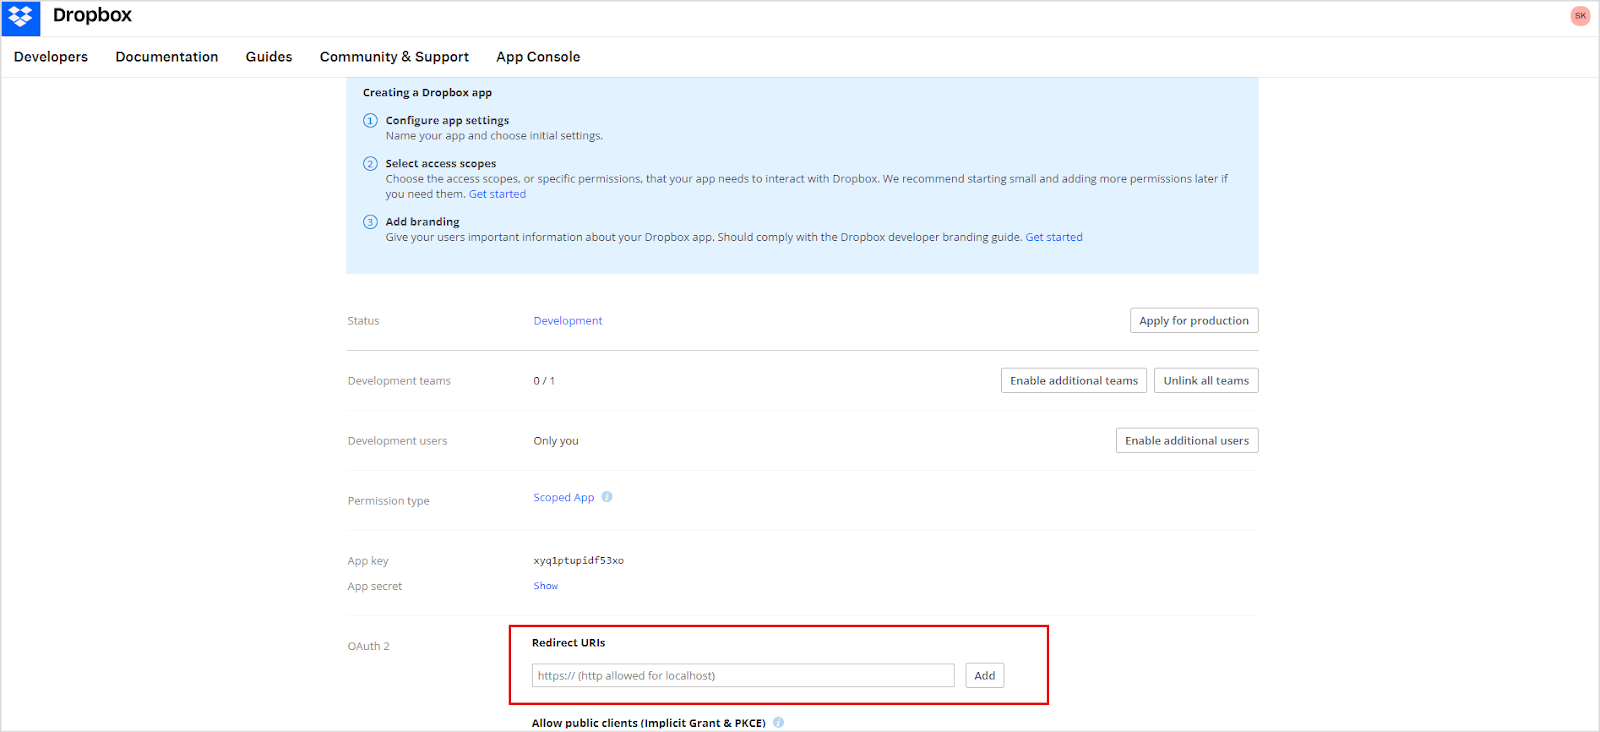 Dropbox
SK
Developers Documentation Guides Community & Support App Console
Creating a Dropbox app
1 Configure app settings
Name your app and choose initial settings.
2 Select access scopes
Choose the access scopes, or specific permissions, that your app needs to interact with Dropbox. We recommend starting small and adding more permissions later if
you need them. Get started
3 Add branding
Give your users important information about your Dropbox app. Should comply with the Dropbox developer branding guide. Get started
Status Development Apply for production
Development teams 0 / 1 Enable additional teams Unlink all teams
Development users Only you Enable additional users
Permission type Scoped App i
App key xyq1ptupidf53xo
App secret Show
OAuth 2 Redirect URIs
https:// (http allowed for localhost) Add
Allow public clients (Implicit Grant & PKCE) i